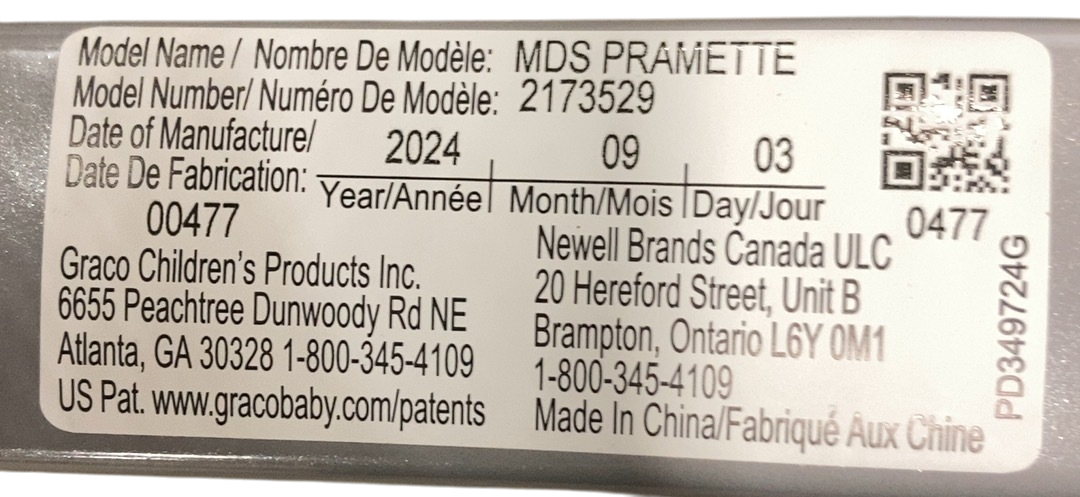 Model Name / Nombre De Modèle: MDS PRAMETTE
Model Number/ Numéro De Modèle: 2173529
Date of Manufacture/
Date De Fabrication:
2024 09 03
Year/Année Month/Mois Day/Jour
00477
0477
Graco Children's Products Inc.
6655 Peachtree Dunwoody Rd NE
Atlanta, GA 30328 1-800-345-4109
US Pat. www.gracobaby.com/patents
Newell Brands Canada ULC
20 Hereford Street, Unit B
Brampton, Ontario L6Y 0M1
1-800-345-4109
Made In China/Fabriqué Aux Chine
PD349724G